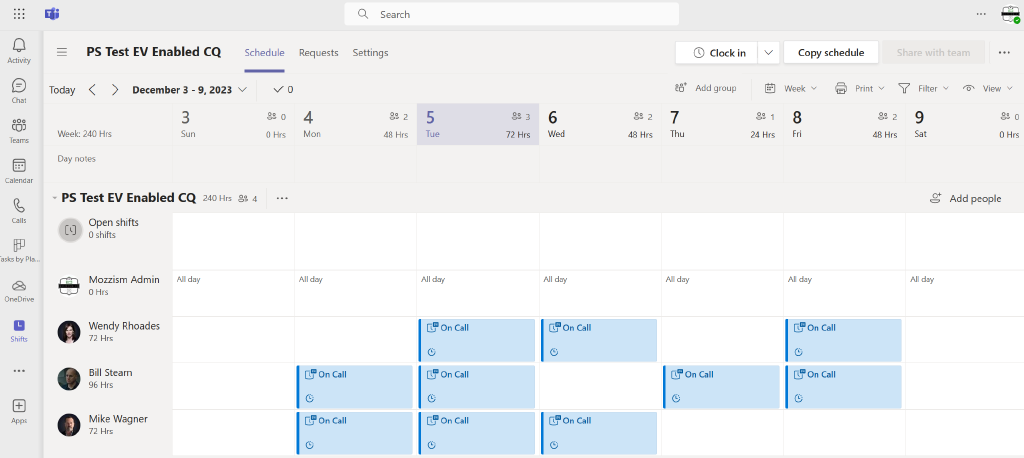 Search
PS Test EV Enabled CQ
Schedule
Requests
Settings
Clock in
Copy schedule
Share with team
Activity
Chat
Teams
Calendar
Calls
Tasks by Pla...
OneDrive
Shifts
Apps
Today
December 3 - 9, 2023
0
Add group
Week
Print
Filter
View
Week: 240 Hrs
3 Sun 0 0 Hrs
4 Mon 2 48 Hrs
5 Tue 3 72 Hrs
6 Wed 2 48 Hrs
7 Thu 1 24 Hrs
8 Fri 2 48 Hrs
9 Sat 0 0 Hrs
Day notes
PS Test EV Enabled CQ 240 Hrs 4
Add people
Open shifts
0 shifts
Mozzism Admin
0 Hrs
All day All day All day All day All day All day All day
Wendy Rhoades
72 Hrs
On Call On Call On Call
Bill Stearn
96 Hrs
On Call On Call On Call On Call
Mike Wagner
72 Hrs
On Call On Call On Call